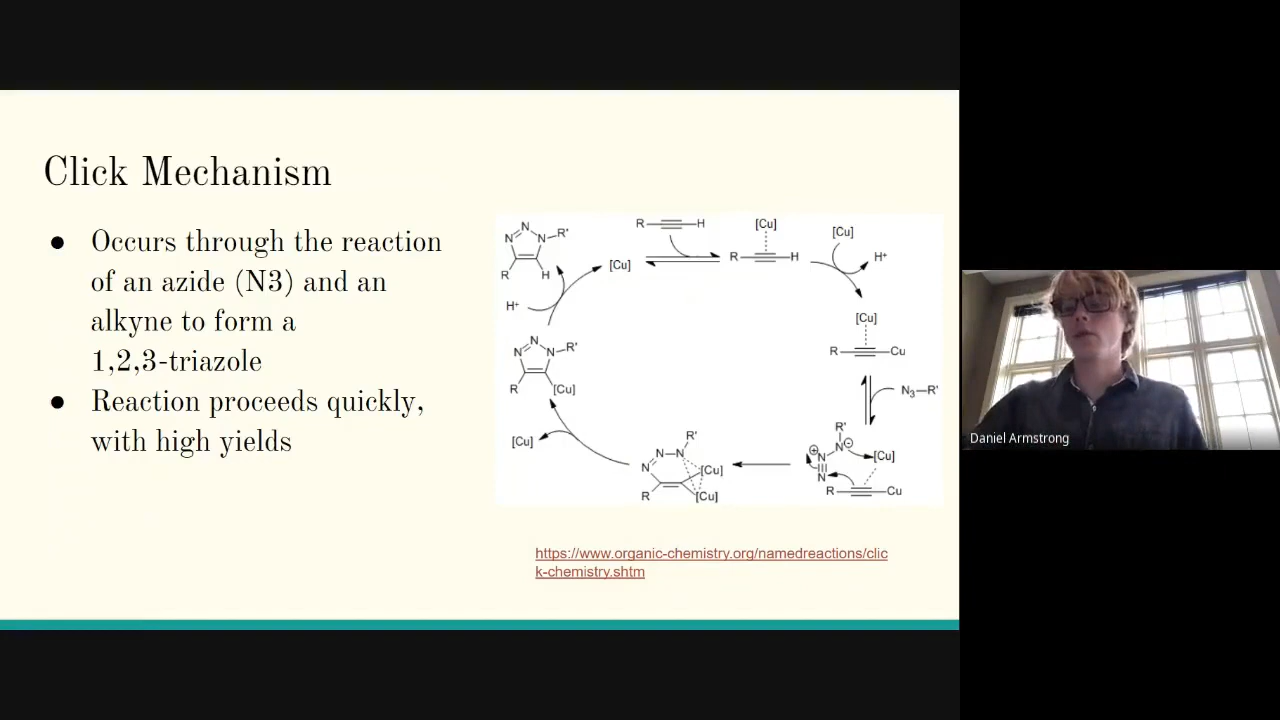 Click Mechanism
● Occurs through the reaction
of an azide (N3) and an
alkyne to form a
1,2,3-triazole
● Reaction proceeds quickly,
with high yields
N N N R'
R H
R H
[Cu]
[Cu]
R H
[Cu]
H⁺
H⁺
[Cu]
R Cu
N N N R'
R [Cu]
N₃ R'
[Cu]
R'
N N N
[Cu]
R [Cu]
R'
⊕ N N ⊖
N
[Cu]
R Cu
https://www.organic-chemistry.org/namedreactions/clic
k-chemistry.shtm
Daniel Armstrong